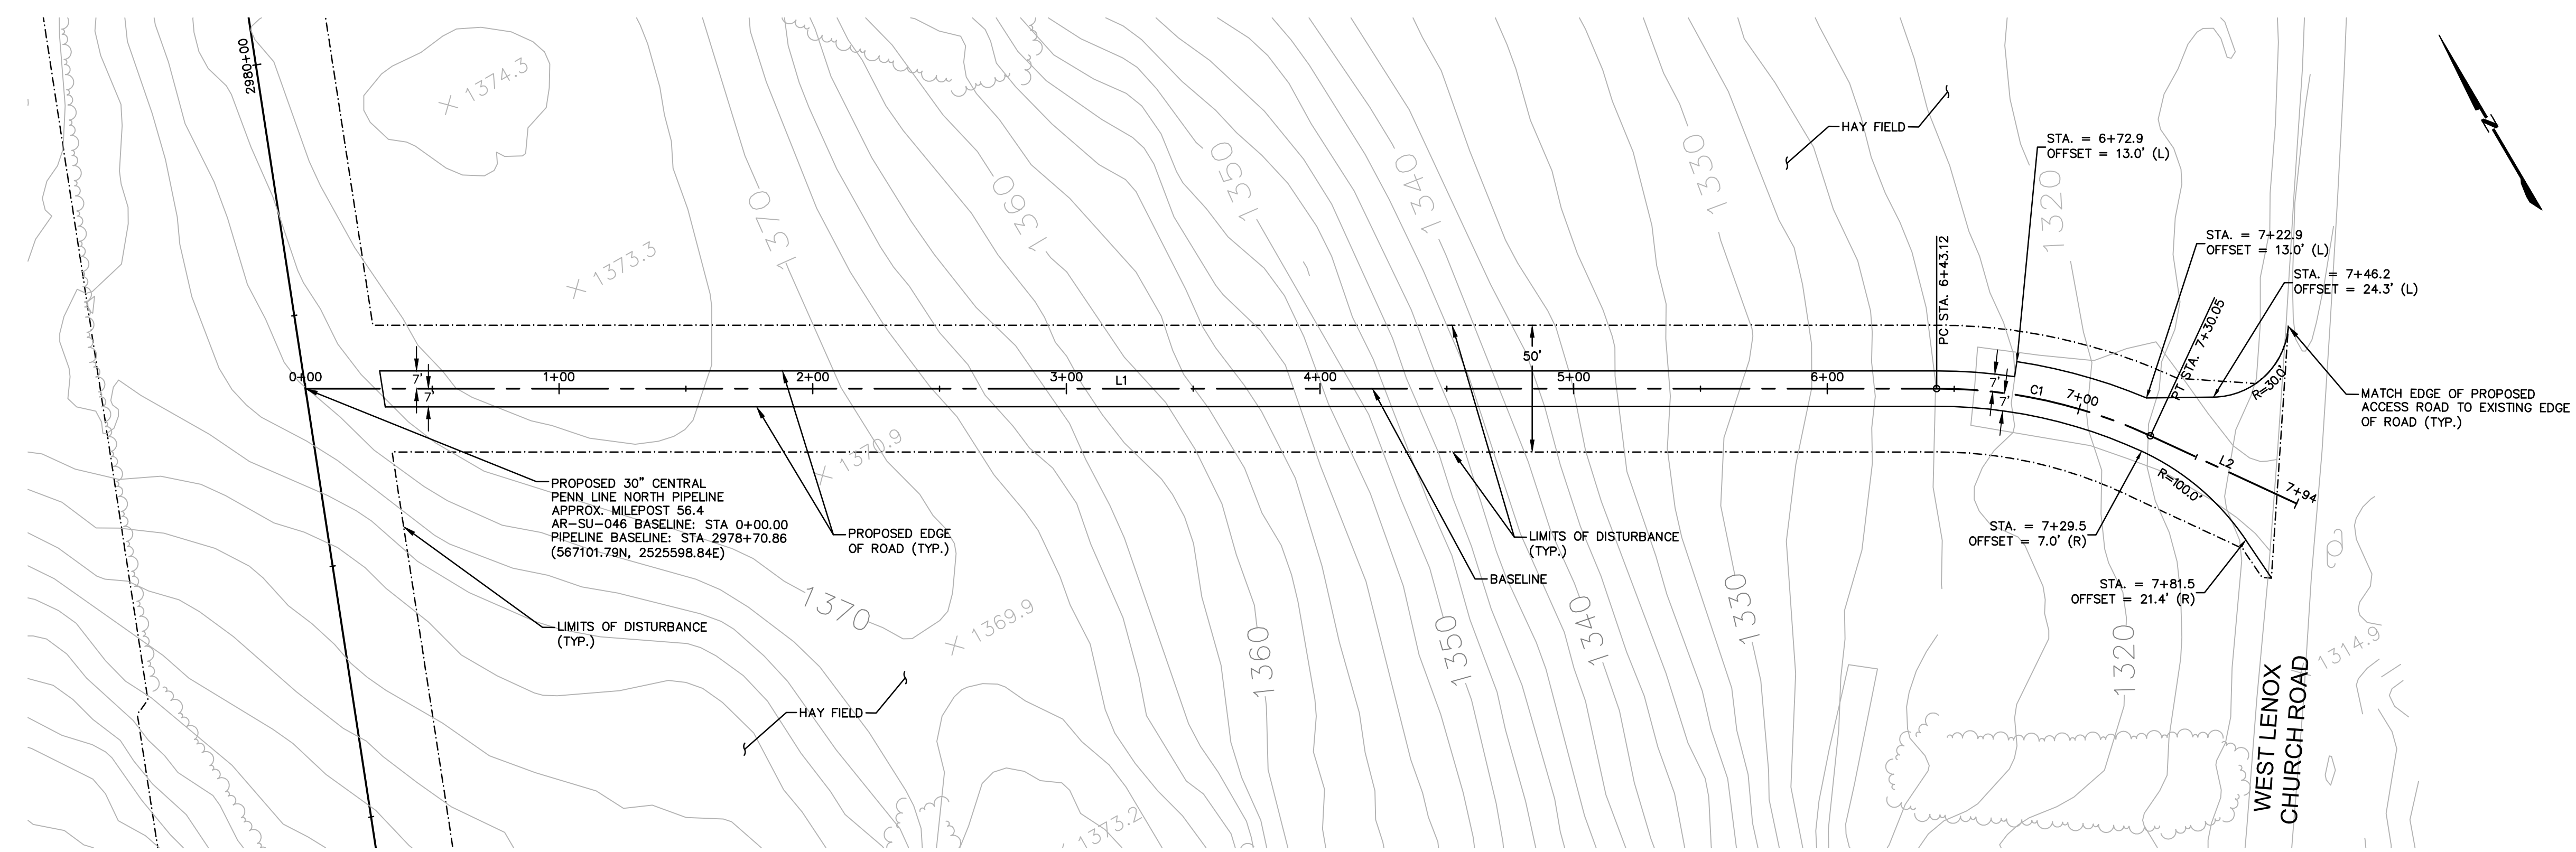 2980+00
X 1374.3
X 1373.3
1370
1360
1350
1340
1330
HAY FIELD
STA. = 6+72.9
OFFSET = 13.0' (L)
1320
STA. = 7+22.9
OFFSET = 13.0' (L)
STA. = 7+46.2
OFFSET = 24.3' (L)
N
PC STA. 6+43.12
PT STA. 7+30.05
R=30.0'
50'
0+00
7'
7'
1+00
2+00
3+00
L1
4+00
5+00
6+00
7'
7'
C1
7+00
L2
7+94
R=100.0'
MATCH EDGE OF PROPOSED
ACCESS ROAD TO EXISTING EDGE
OF ROAD (TYP.)
X 1370.9
PROPOSED 30" CENTRAL
PENN LINE NORTH PIPELINE
APPROX. MILEPOST 56.4
AR-SU-046 BASELINE: STA 0+00.00
PIPELINE BASELINE: STA 2978+70.86
(567101.79N, 2525598.84E)
PROPOSED EDGE
OF ROAD (TYP.)
LIMITS OF DISTURBANCE
(TYP.)
BASELINE
STA. = 7+29.5
OFFSET = 7.0' (R)
STA. = 7+81.5
OFFSET = 21.4' (R)
LIMITS OF DISTURBANCE
(TYP.)
1370
X 1369.9
1360
1350
1340
1330
1320
1314.9
HAY FIELD
X 1373.2
WEST LENOX
CHURCH ROAD